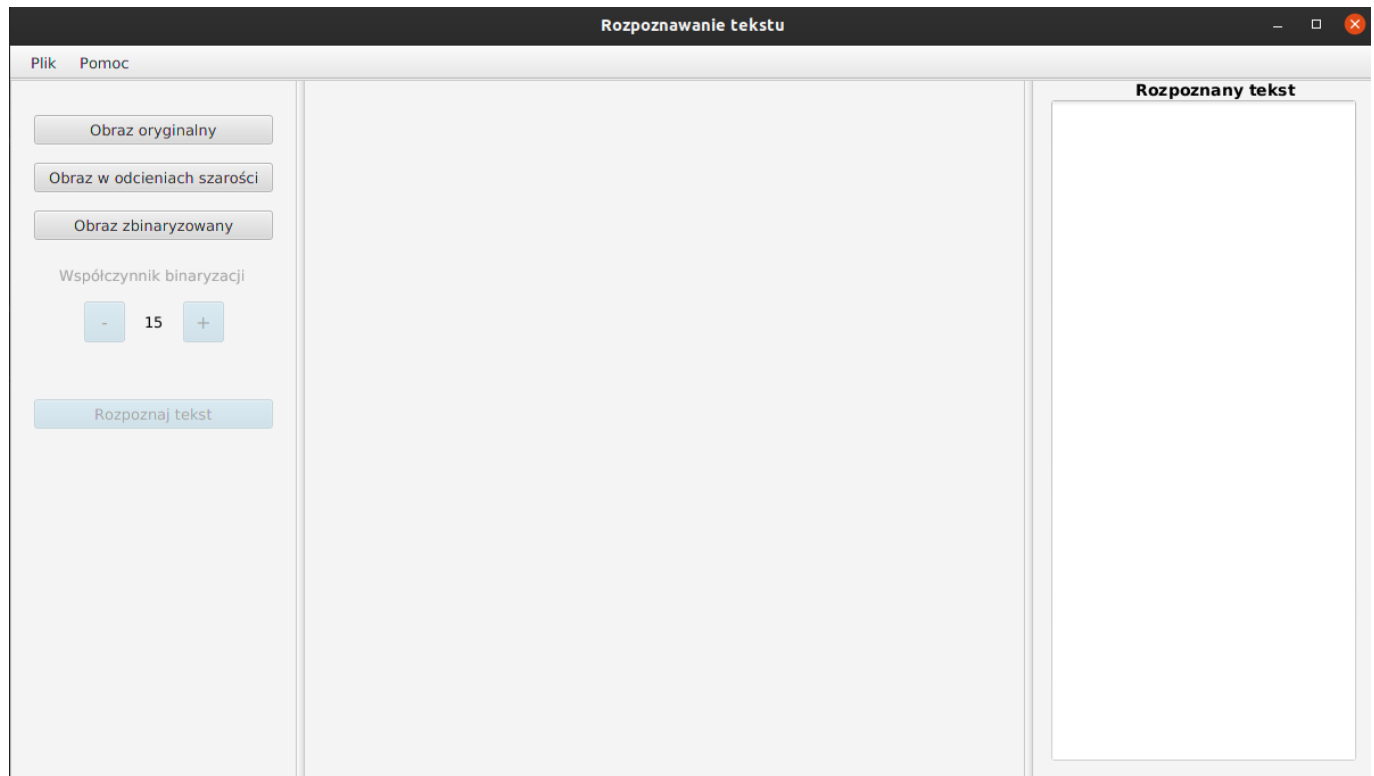 Rozpoznawanie tekstu
Plik Pomoc
Obraz oryginalny
Obraz w odcieniach szarości
Obraz zbinaryzowany
Współczynnik binaryzacji
- 15 +
Rozpoznaj tekst
Rozpoznany tekst